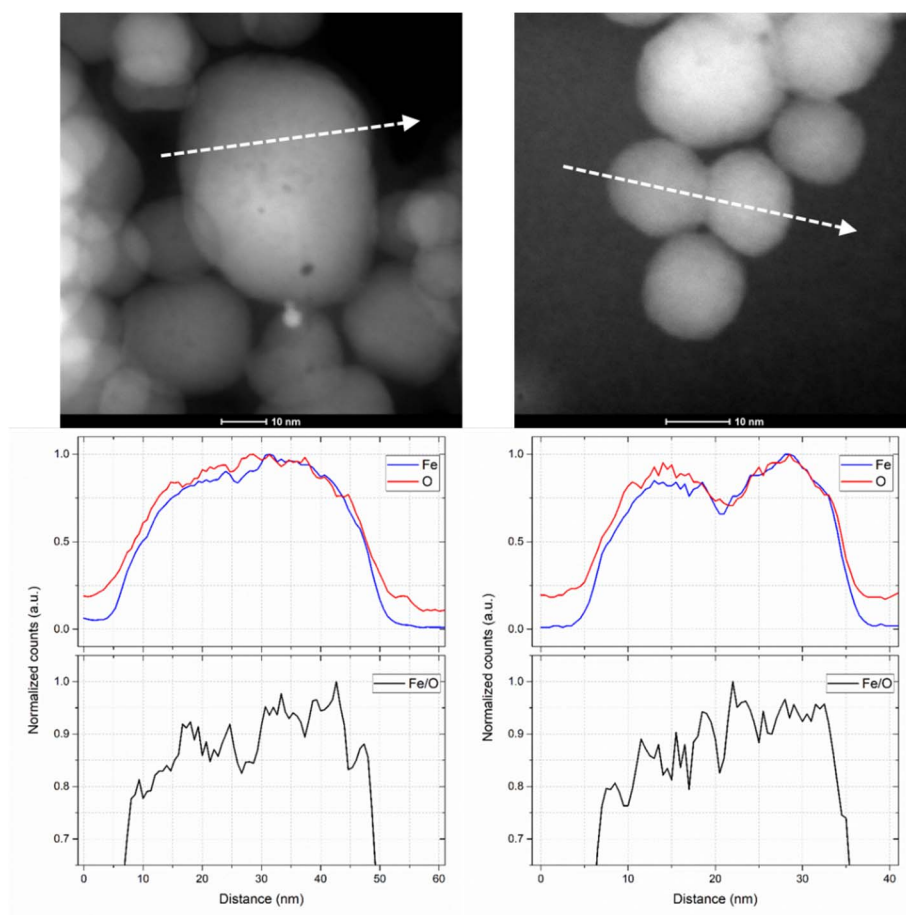 10 nm
10 nm
1.0
0.5
0.0
Fe
O
1.0
0.9
0.8
0.7
Fe/O
0 10 20 30 40 50 60
Distance (nm)
Normalized counts (a.u.)
1.0
0.5
0.0
Fe
O
1.0
0.9
0.8
0.7
Fe/O
0 10 20 30 40
Distance (nm)
Normalized counts (a.u.)